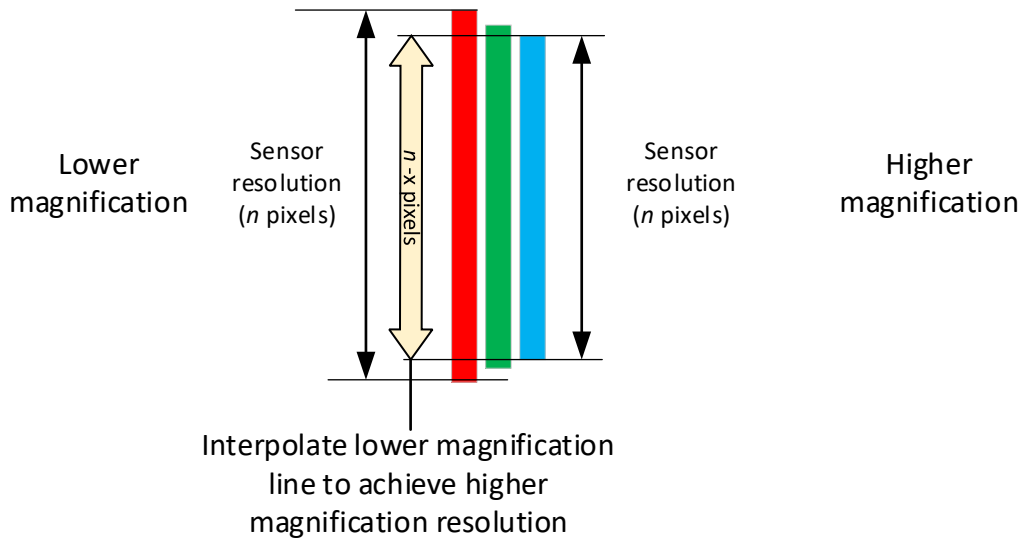 Lower
magnification
Sensor
resolution
(n pixels)
n -x pixels
Sensor
resolution
(n pixels)
Higher
magnification
Interpolate lower magnification
line to achieve higher
magnification resolution